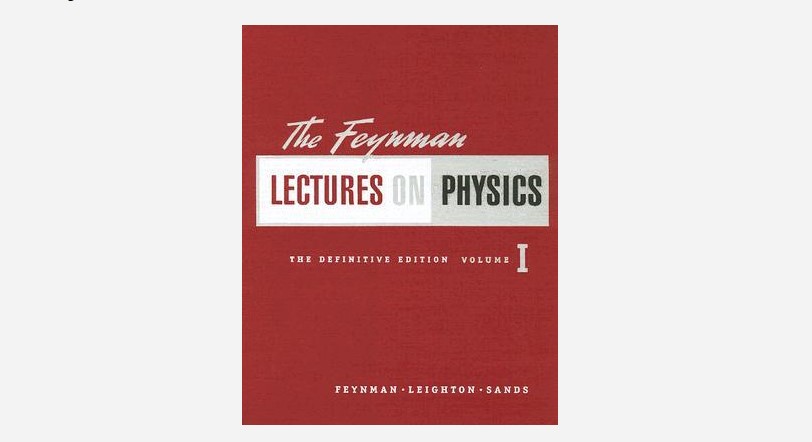 The Feynman
LECTURES ON PHYSICS
THE DEFINITIVE EDITION VOLUME I
FEYNMAN · LEIGHTON · SANDS